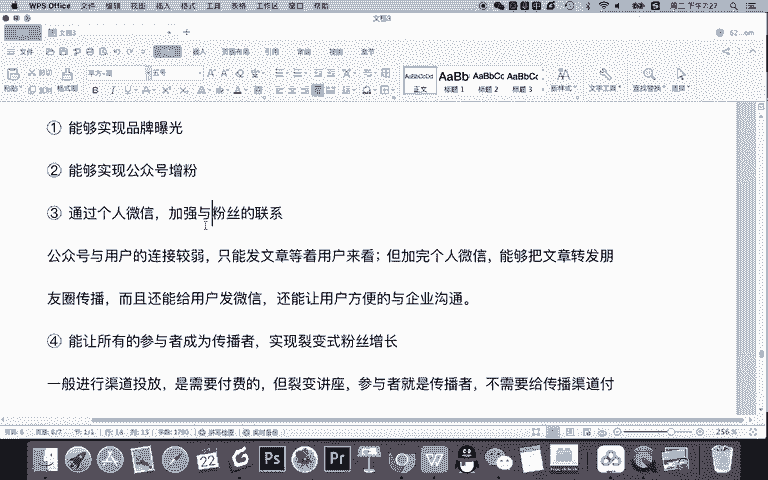 WPS Office 文件 编辑 视图 插入 格式 工具 表格 工作区 窗口 帮助
周二 下午7:27
文档3
文档3
62...om
文件
插入 页面布局 引用 审阅 视图 章节
粘贴 剪切 复制 格式刷
五号
正文 标题 1 标题 2 标题 3 新样式 文字工具 查找替换 选择
AaBbCcDd AaBb AaBbCc AaBbCc
① 能够实现品牌曝光
② 能够实现公众号增粉
③ 通过个人微信，加强与粉丝的联系
公众号与用户的连接较弱，只能发文章等着用户来看；但加完个人微信，能够把文章转发朋
友圈传播，而且还能给用户发微信，还能让用户方便的与企业沟通。
④ 能让所有的参与者成为传播者，实现裂变式粉丝增长
一般进行渠道投放，是需要付费的，但裂变讲座，参与者就是传播者，不需要给传播渠道付
256 %
22
Ps
Pr